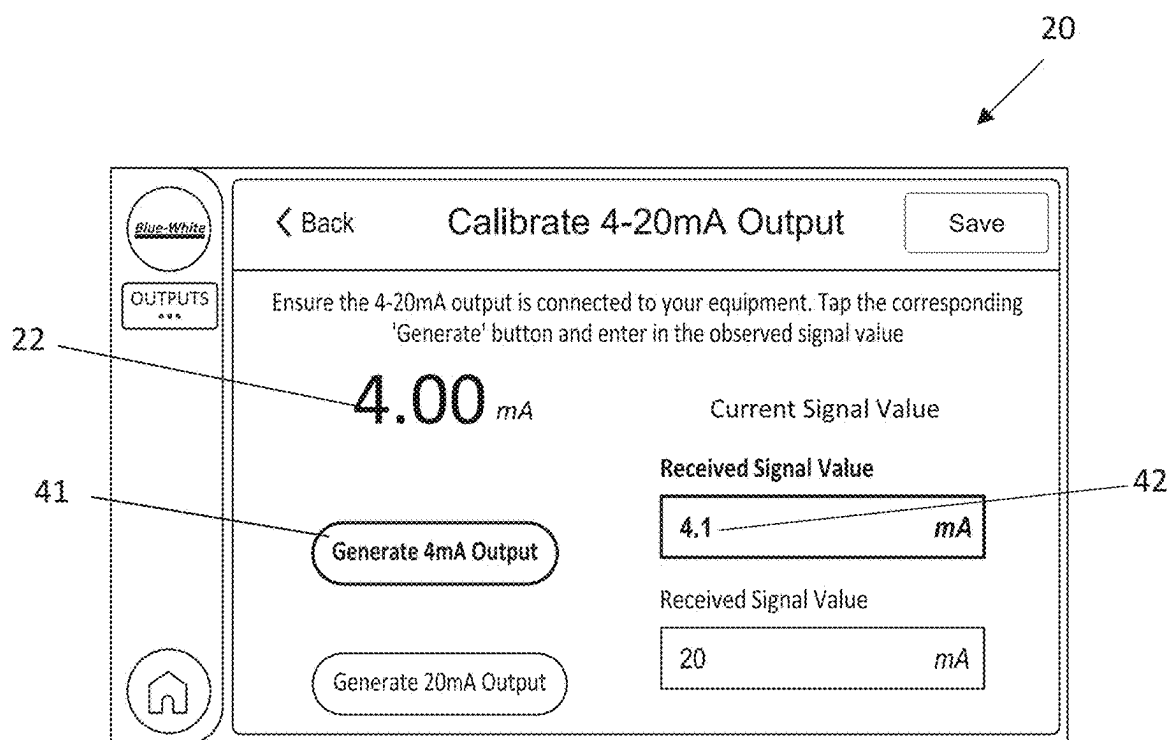 20
Blue-White
< Back
Calibrate 4-20mA Output
Save
OUTPUTS
...
Ensure the 4-20mA output is connected to your equipment. Tap the corresponding
'Generate' button and enter in the observed signal value
22
4.00 mA
Current Signal Value
Received Signal Value
41
4.1 mA
42
Generate 4mA Output
Received Signal Value
20 mA
Generate 20mA Output